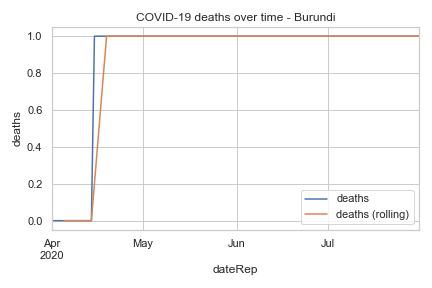 COVID-19 deaths over time - Burundi
deaths
1.0
0.8
0.6
0.4
0.2
0.0
deaths
deaths (rolling)
Apr
2020
May
Jun
Jul
dateRep